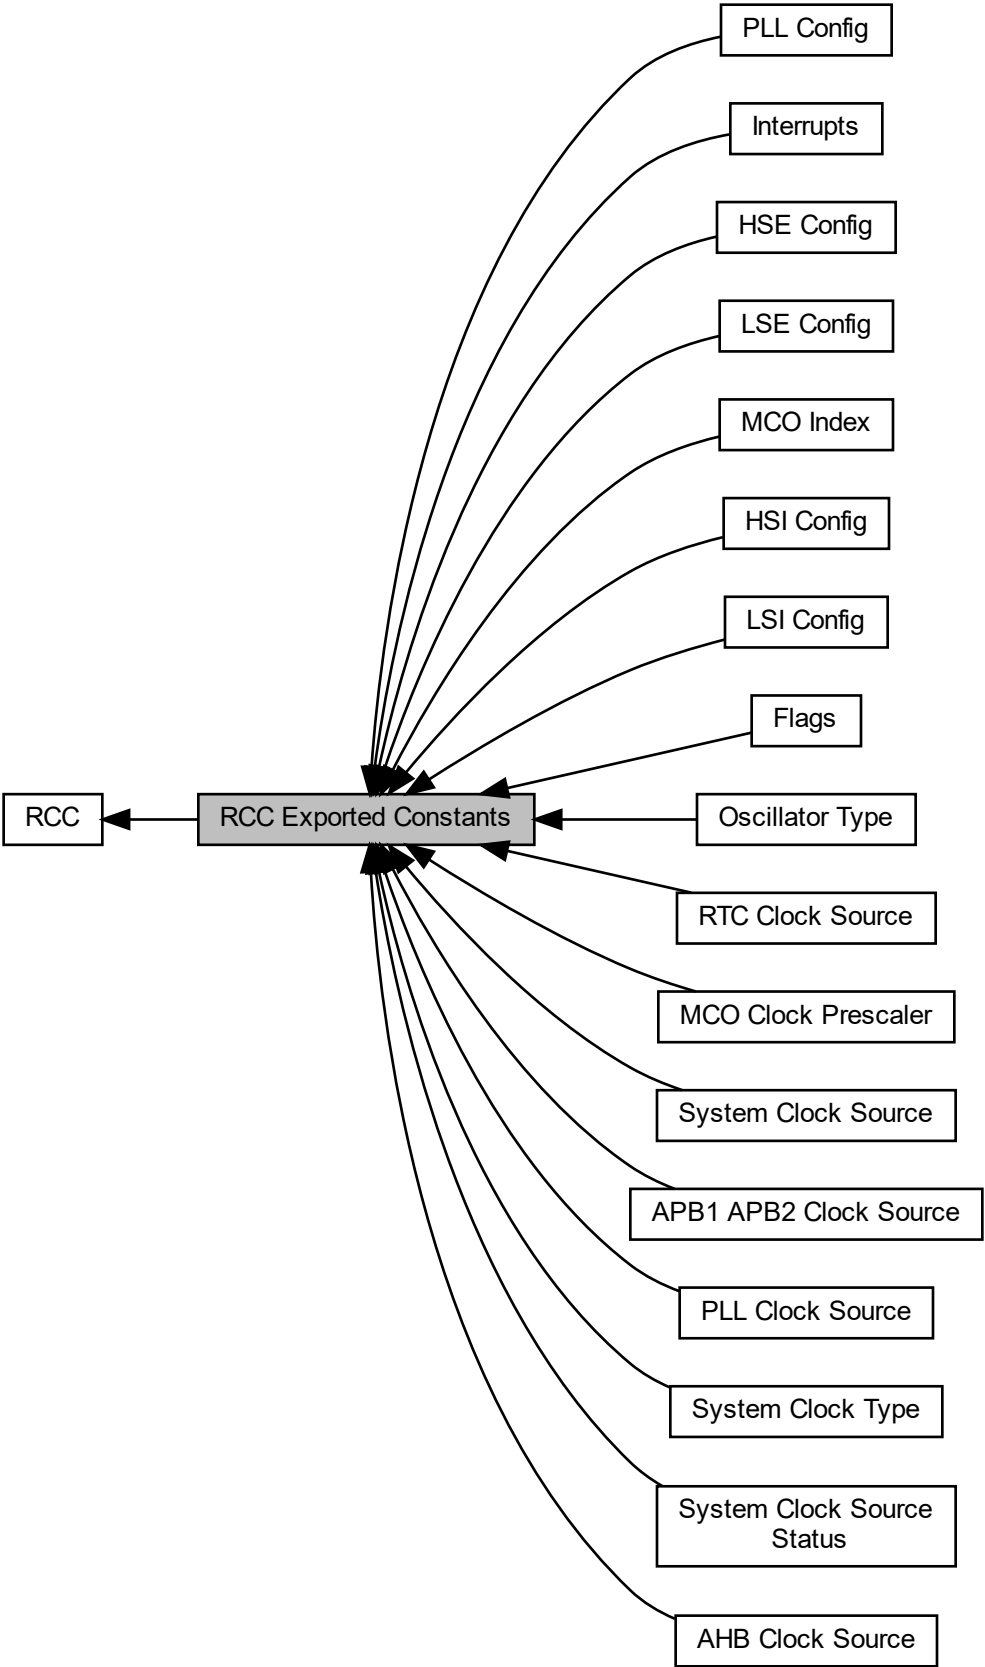 PLL Config
Interrupts
HSE Config
LSE Config
MCO Index
HSI Config
LSI Config
Flags
RCC
RCC Exported Constants
Oscillator Type
RTC Clock Source
MCO Clock Prescaler
System Clock Source
APB1 APB2 Clock Source
PLL Clock Source
System Clock Type
System Clock Source
Status
AHB Clock Source